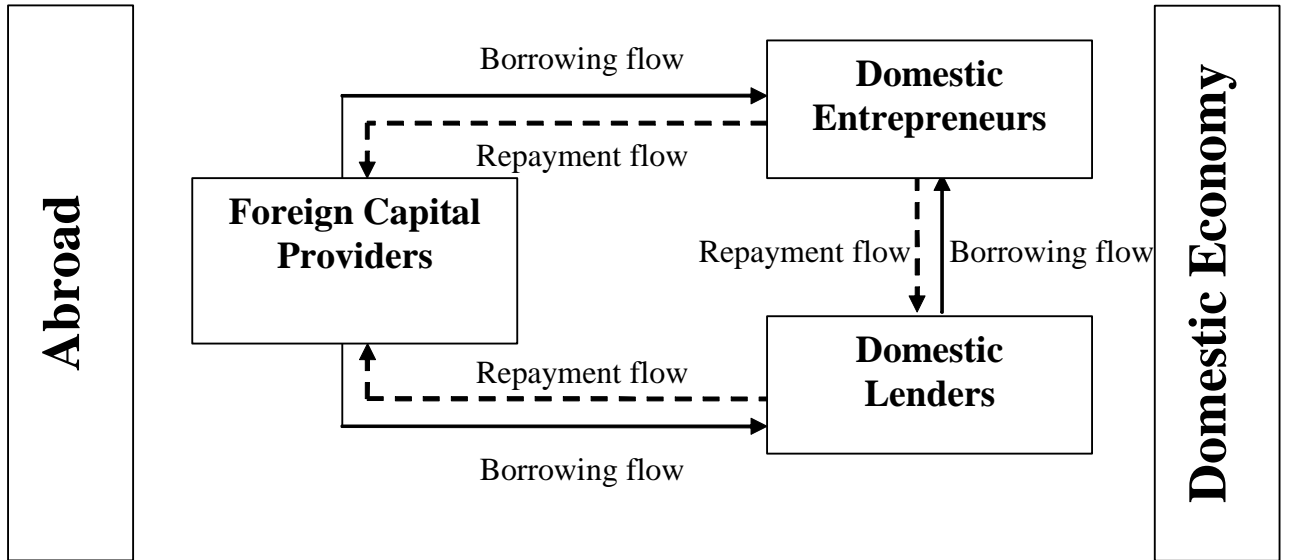 Abroad
Borrowing flow
Repayment flow
Foreign Capital
Providers
Repayment flow
Borrowing flow
Domestic
Entrepreneurs
Repayment flow
Borrowing flow
Domestic
Lenders
Domestic Economy